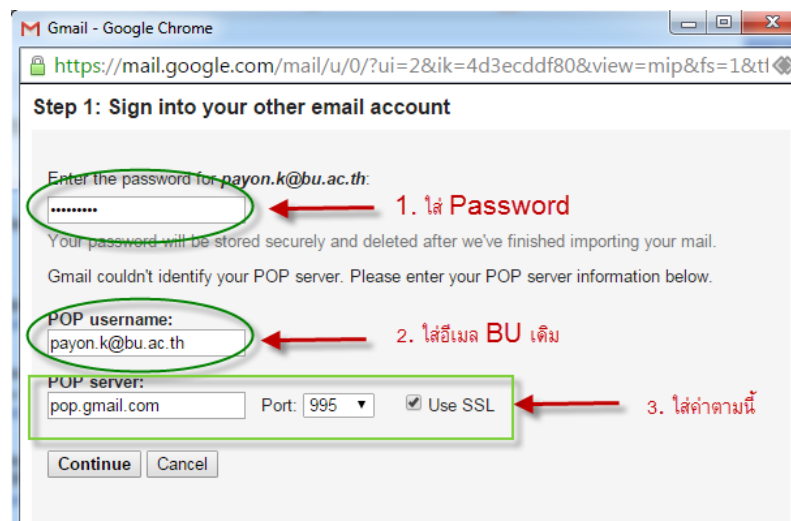 Gmail - Google Chrome
https://mail.google.com/mail/u/0/?ui=2&ik=4d3ecddf80&view=mip&fs=1&tl
Step 1: Sign into your other email account
Enter the password for payon.k@bu.ac.th:
••••••••• 1. ใส่ Password
Your password will be stored securely and deleted after we've finished importing your mail.
Gmail couldn't identify your POP server. Please enter your POP server information below.
POP username:
payon.k@bu.ac.th 2. ใส่อีเมล BU เดิม
POP server:
pop.gmail.com Port: 995 Use SSL 3. ใส่ค่าตามนี้
Continue Cancel